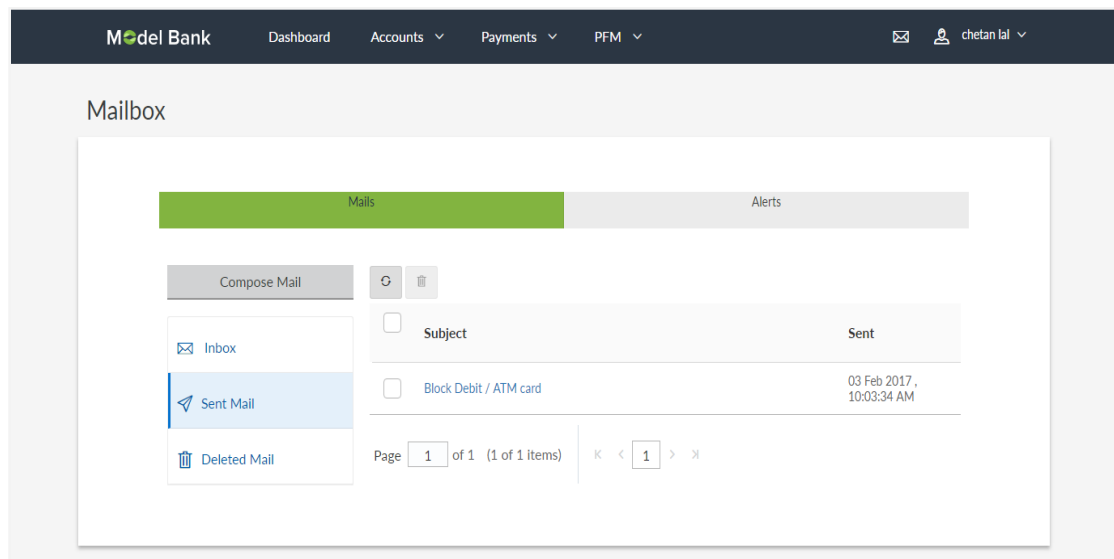 Model Bank Dashboard Accounts Payments PFM chetan lal
Mailbox
Mails Alerts
Compose Mail
Subject Sent
Inbox
Block Debit / ATM card 03 Feb 2017 ,
10:03:34 AM
Sent Mail
Deleted Mail
Page 1 of 1 (1 of 1 items) 1